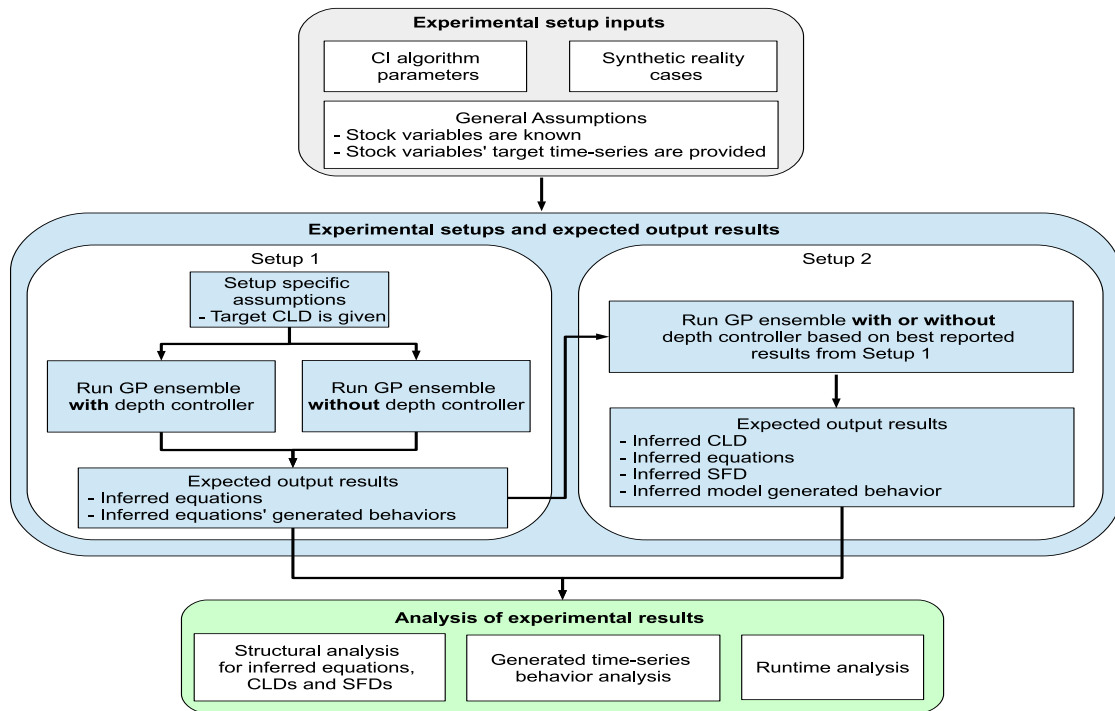 Experimental setup inputs
CI algorithm
parameters
Synthetic reality
cases
General Assumptions
- Stock variables are known
- Stock variables' target time-series are provided
Experimental setups and expected output results
Setup 1
Setup specific
assumptions
- Target CLD is given
Run GP ensemble
with depth controller
Run GP ensemble
without depth controller
Expected output results
- Inferred equations
- Inferred equations' generated behaviors
Setup 2
Run GP ensemble with or without
depth controller based on best reported
results from Setup 1
Expected output results
- Inferred CLD
- Inferred equations
- Inferred SFD
- Inferred model generated behavior
Analysis of experimental results
Structural analysis
for inferred equations,
CLDs and SFDs
Generated time-series
behavior analysis
Runtime analysis